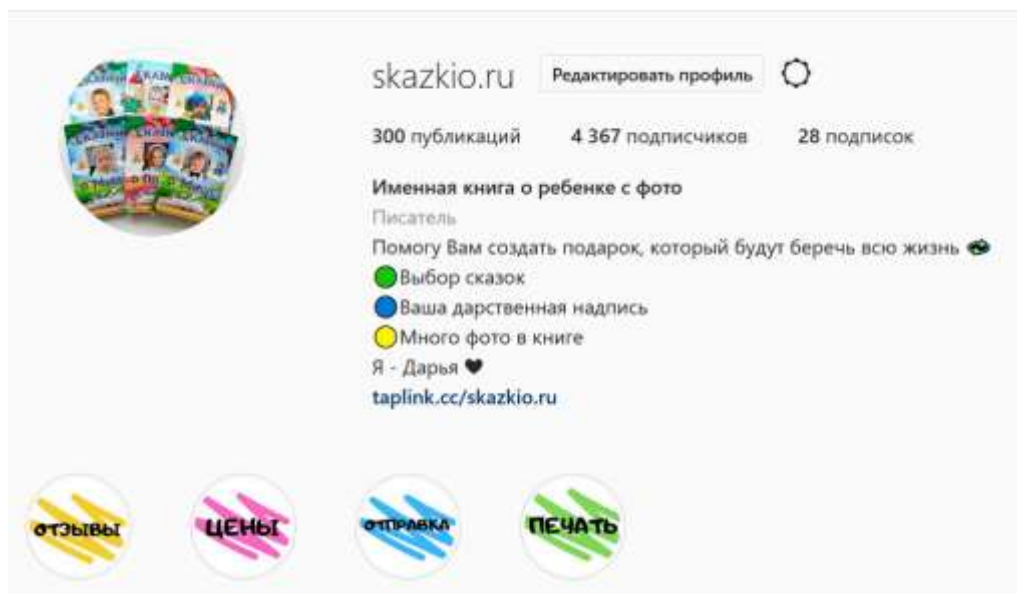 skazkio.ru Редактировать профиль
300 публикаций 4 367 подписчиков 28 подписок
Именная книга о ребенке с фото
Писатель
Помогу Вам создать подарок, который будут беречь всю жизнь
Выбор сказок
Ваша дарственная надпись
Много фото в книге
Я - Дарья 🖤
taplink.cc/skazkio.ru
ОТЗЫВЫ
ЦЕНЫ
ОТПРАВКА
ПЕЧАТЬ